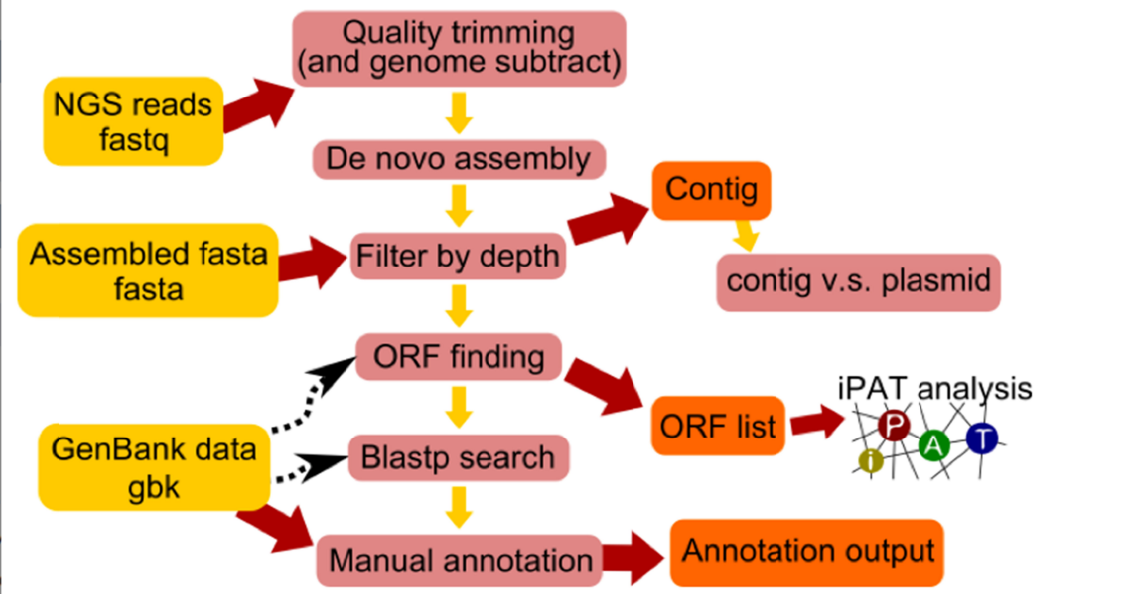 Quality trimming
(and genome subtract)
NGS reads
fastq
De novo assembly
Contig
Assembled fasta
fasta
Filter by depth
contig v.s. plasmid
ORF finding
iPAT analysis
ORF list
P
A
T
i
GenBank data
gbk
Blastp search
Manual annotation
Annotation output